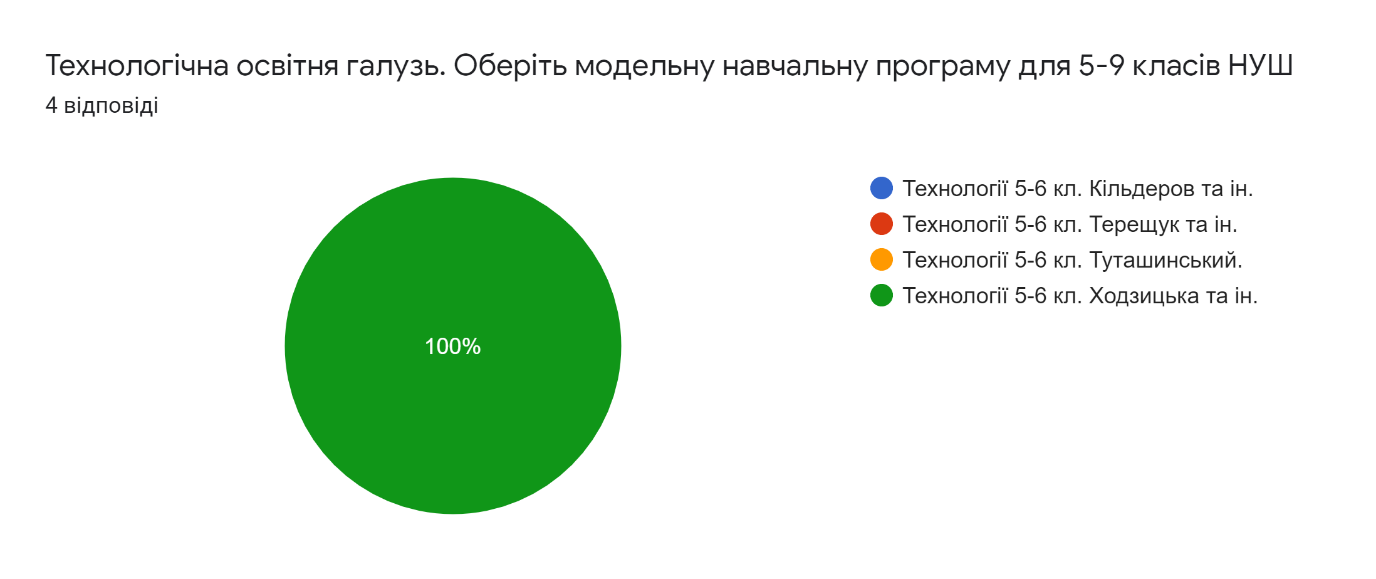 Технологічна освітня галузь. Оберіть модельну навчальну програму для 5-9 класів НУШ
4 відповіді
Технології 5-6 кл. Кільдеров та ін.
Технології 5-6 кл. Терещук та ін.
Технології 5-6 кл. Туташинський.
Технології 5-6 кл. Ходзицька та ін.
100%